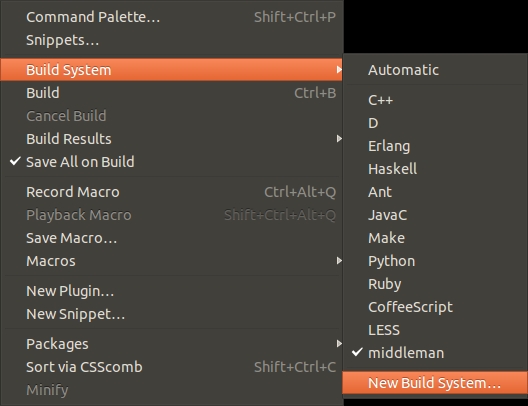 Command Palette… Shift+Ctrl+P
Snippets…
Build System
Build Ctrl+B
Cancel Build
Build Results
Save All on Build
Record Macro Ctrl+Alt+Q
Playback Macro Shift+Ctrl+Alt+Q
Save Macro…
Macros
New Plugin…
New Snippet…
Packages
Sort via CSScomb Shift+Ctrl+C
Minify
Automatic
C++
D
Erlang
Haskell
Ant
JavaC
Make
Python
Ruby
CoffeeScript
LESS
middleman
New Build System…